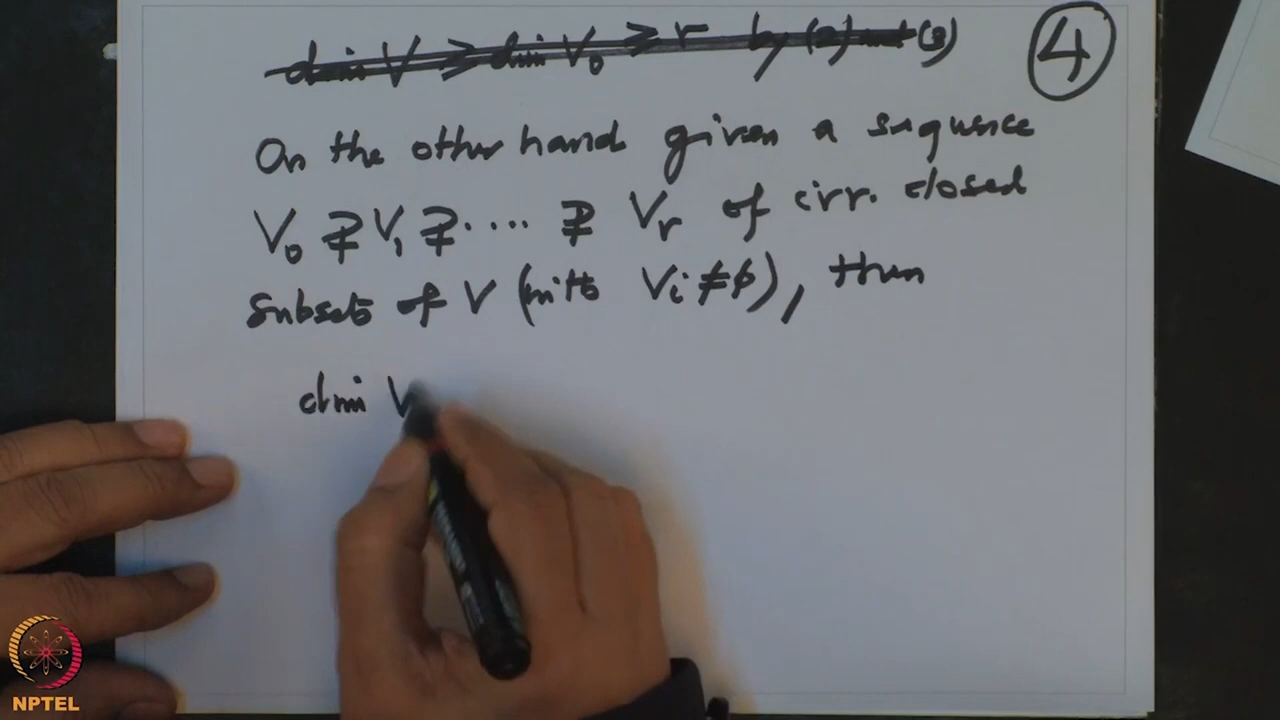 dim V ≥ dim V₀ ≥ r by (2) and (3)
④
On the other hand given a sequence
V₀ ⊋ V₁ ⊋ .... ⊋ Vᵣ of irr. closed
subsets of V (with Vᵢ ≠ ϕ), then
dim V
NPTEL